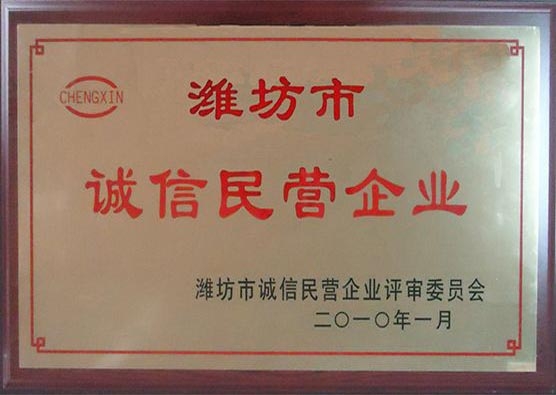 CHENGXIN
潍坊市
诚信民营企业
潍坊市诚信民营企业评审委员会
二〇一〇年一月